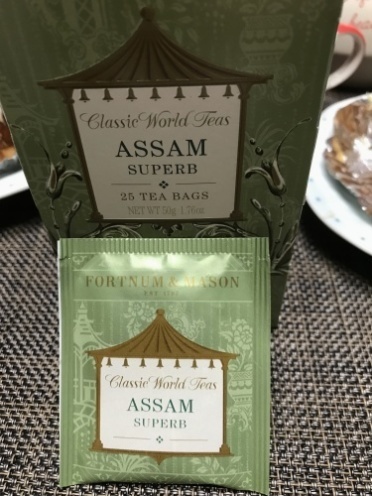 Classic World Teas
ASSAM
SUPERB
25 TEA BAGS
NET WT 50g 1.76oz
FORTNUM & MASON
Classic World Teas
ASSAM
SUPERB